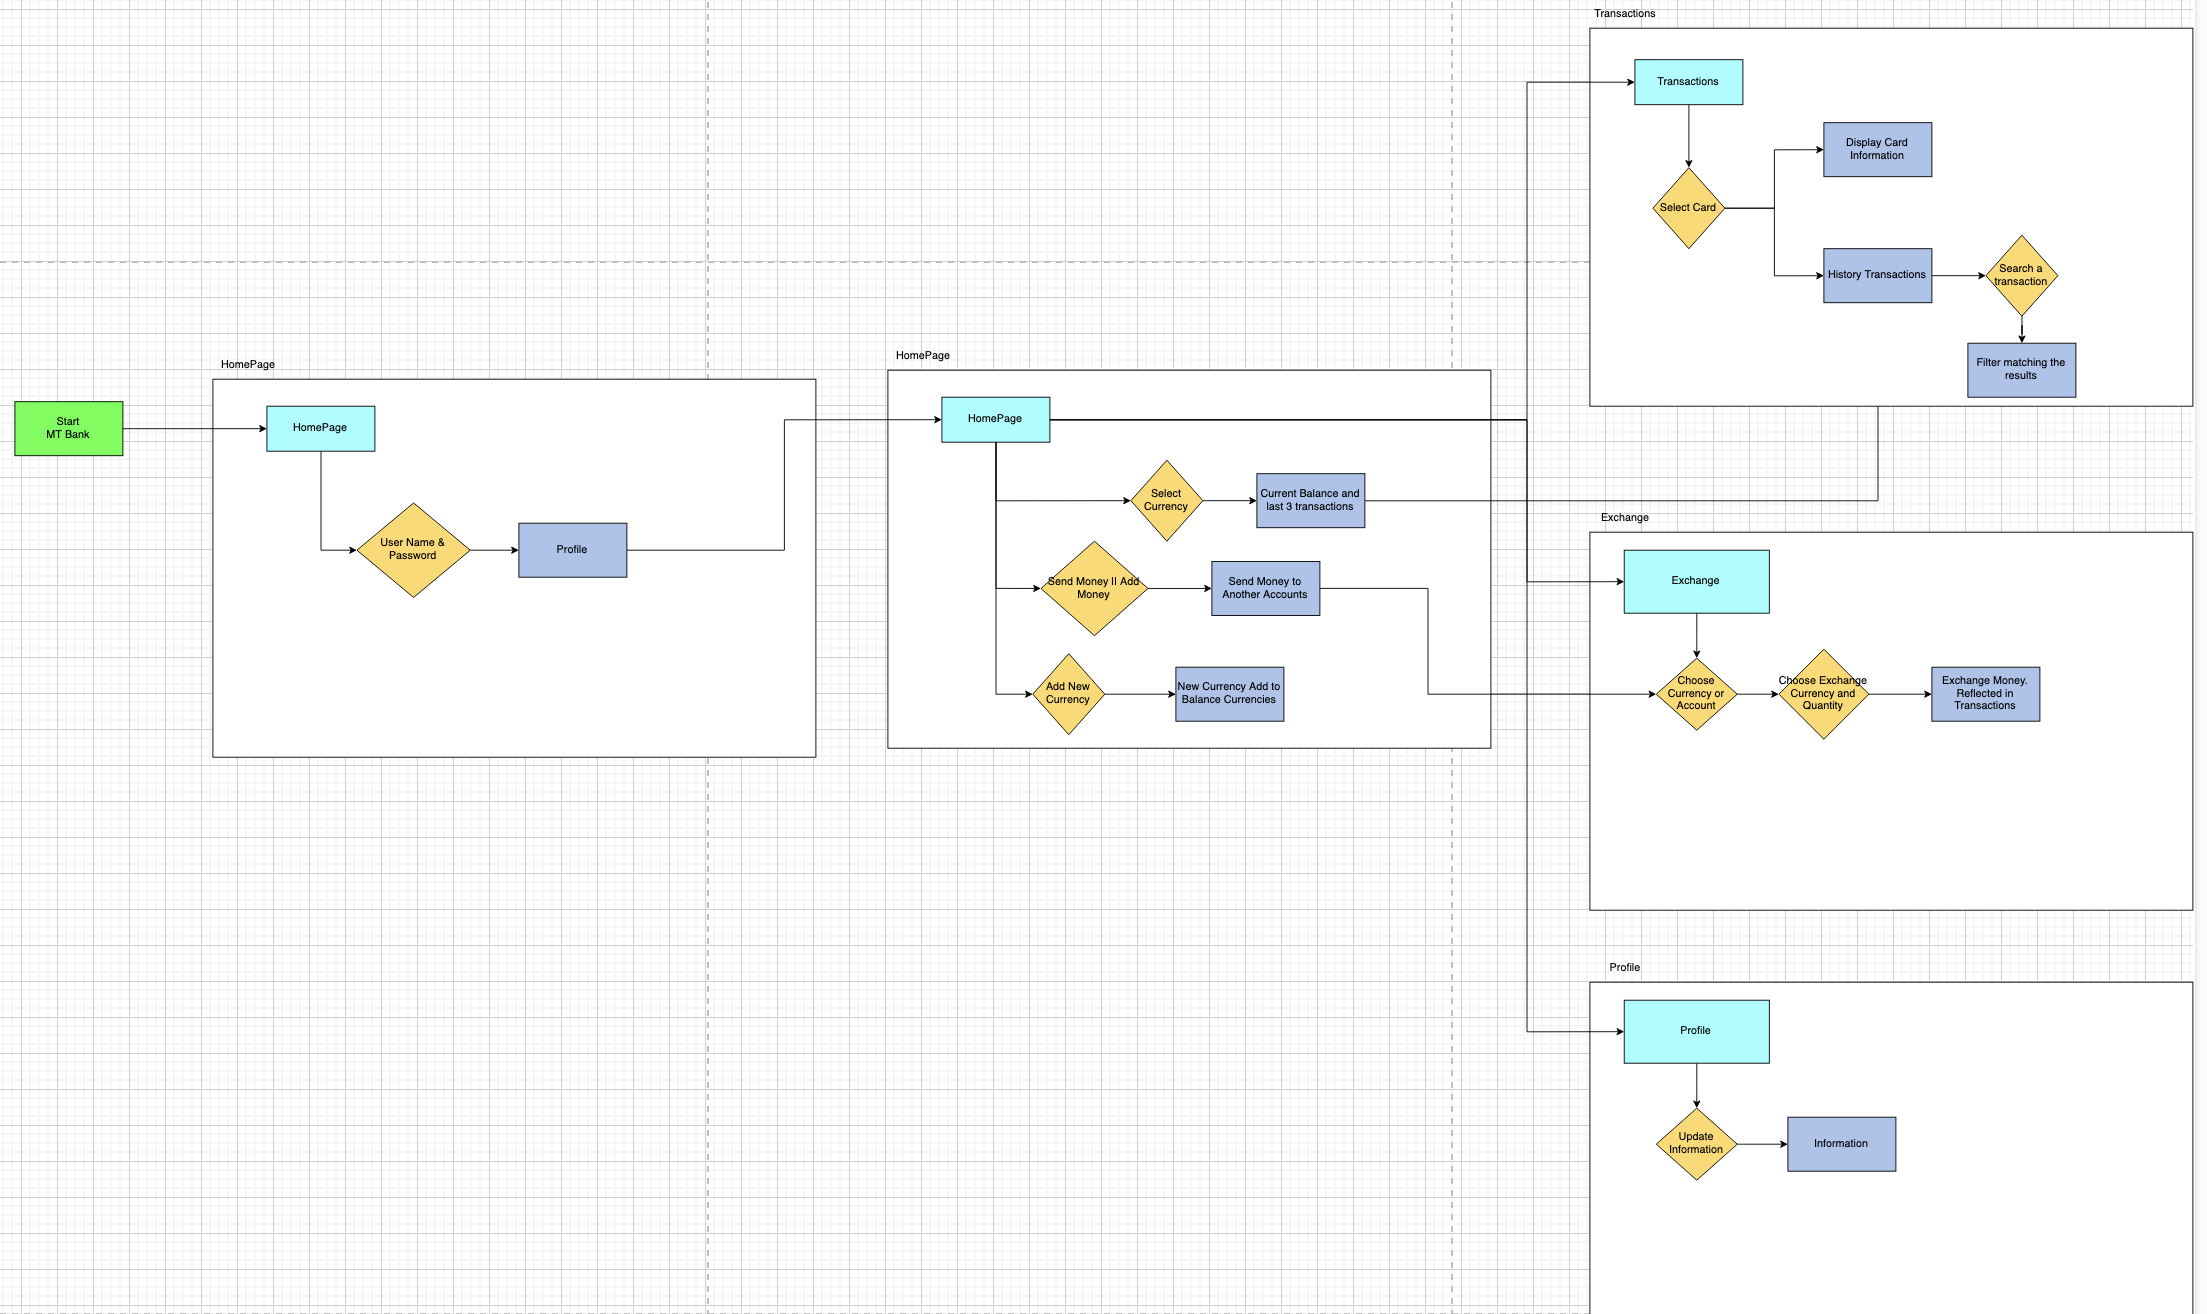 Start
MT Bank
HomePage
HomePage
User Name &
Password
Profile
HomePage
HomePage
Select
Currency
Current Balance and
last 3 transactions
Send Money II Add
Money
Send Money to
Another Accounts
Add New
Currency
New Currency Add to
Balance Currencies
Transactions
Transactions
Select Card
Display Card
Information
History Transactions
Search a
transaction
Filter matching the
results
Exchange
Exchange
Choose
Currency or
Account
Choose Exchange
Currency and
Quantity
Exchange Money.
Reflected in
Transactions
Profile
Profile
Update
Information
Information